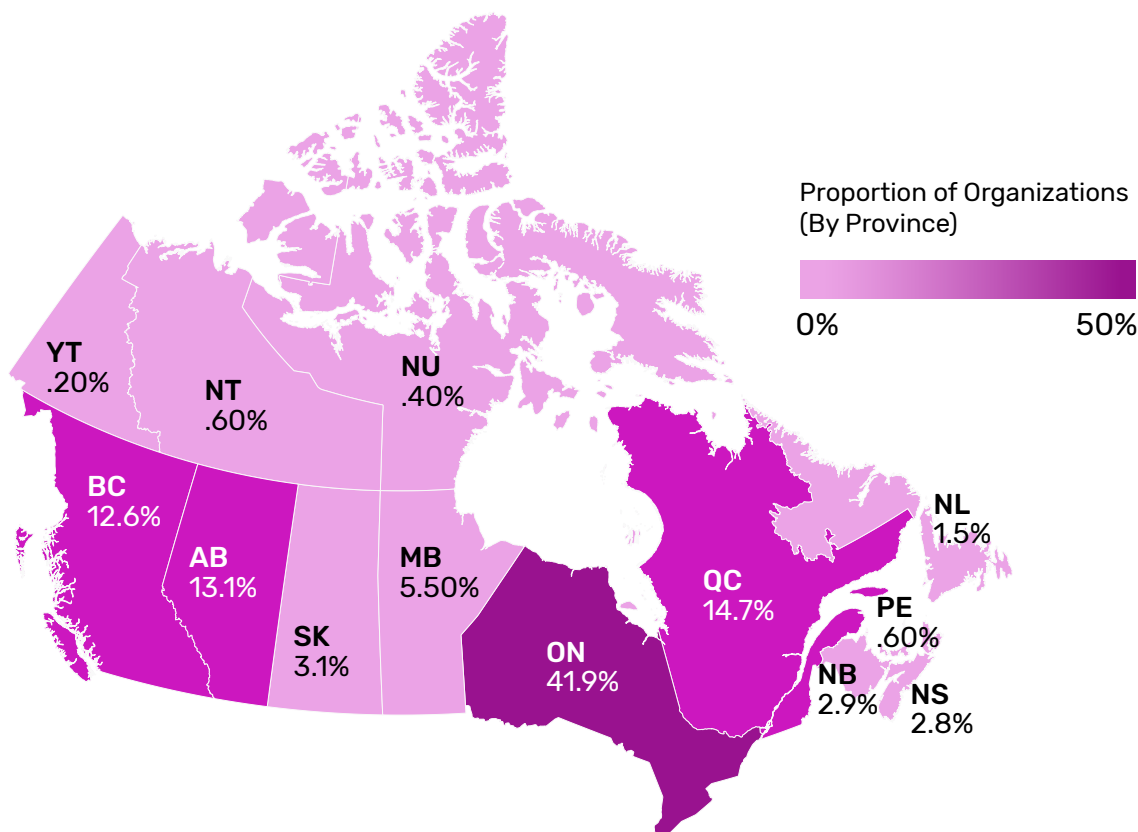 Proportion of Organizations
(By Province)
0% 50%
YT
.20%
NT
.60%
NU
.40%
BC
12.6%
AB
13.1%
SK
3.1%
MB
5.50%
ON
41.9%
QC
14.7%
NL
1.5%
PE
.60%
NB
2.9%
NS
2.8%